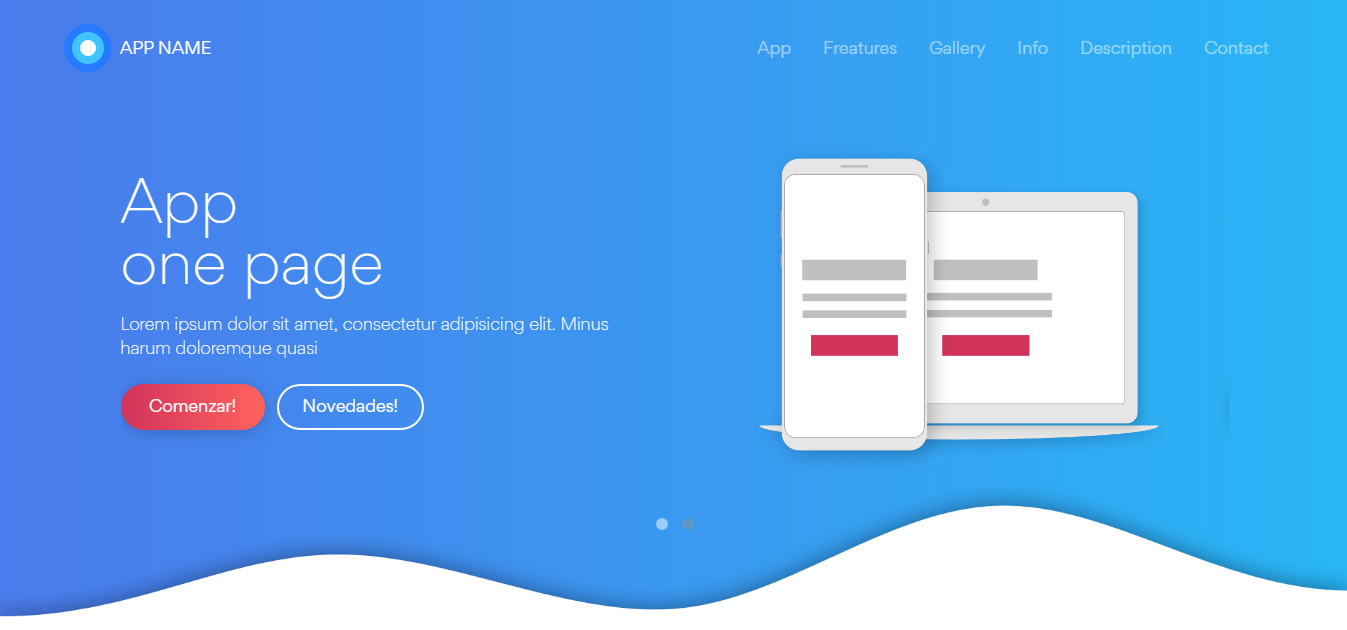 APP NAME
App Freatures Gallery Info Description Contact
App
one page
Lorem ipsum dolor sit amet, consectetur adipisicing elit. Minus
harum doloremque quasi
Comenzar! Novedades!